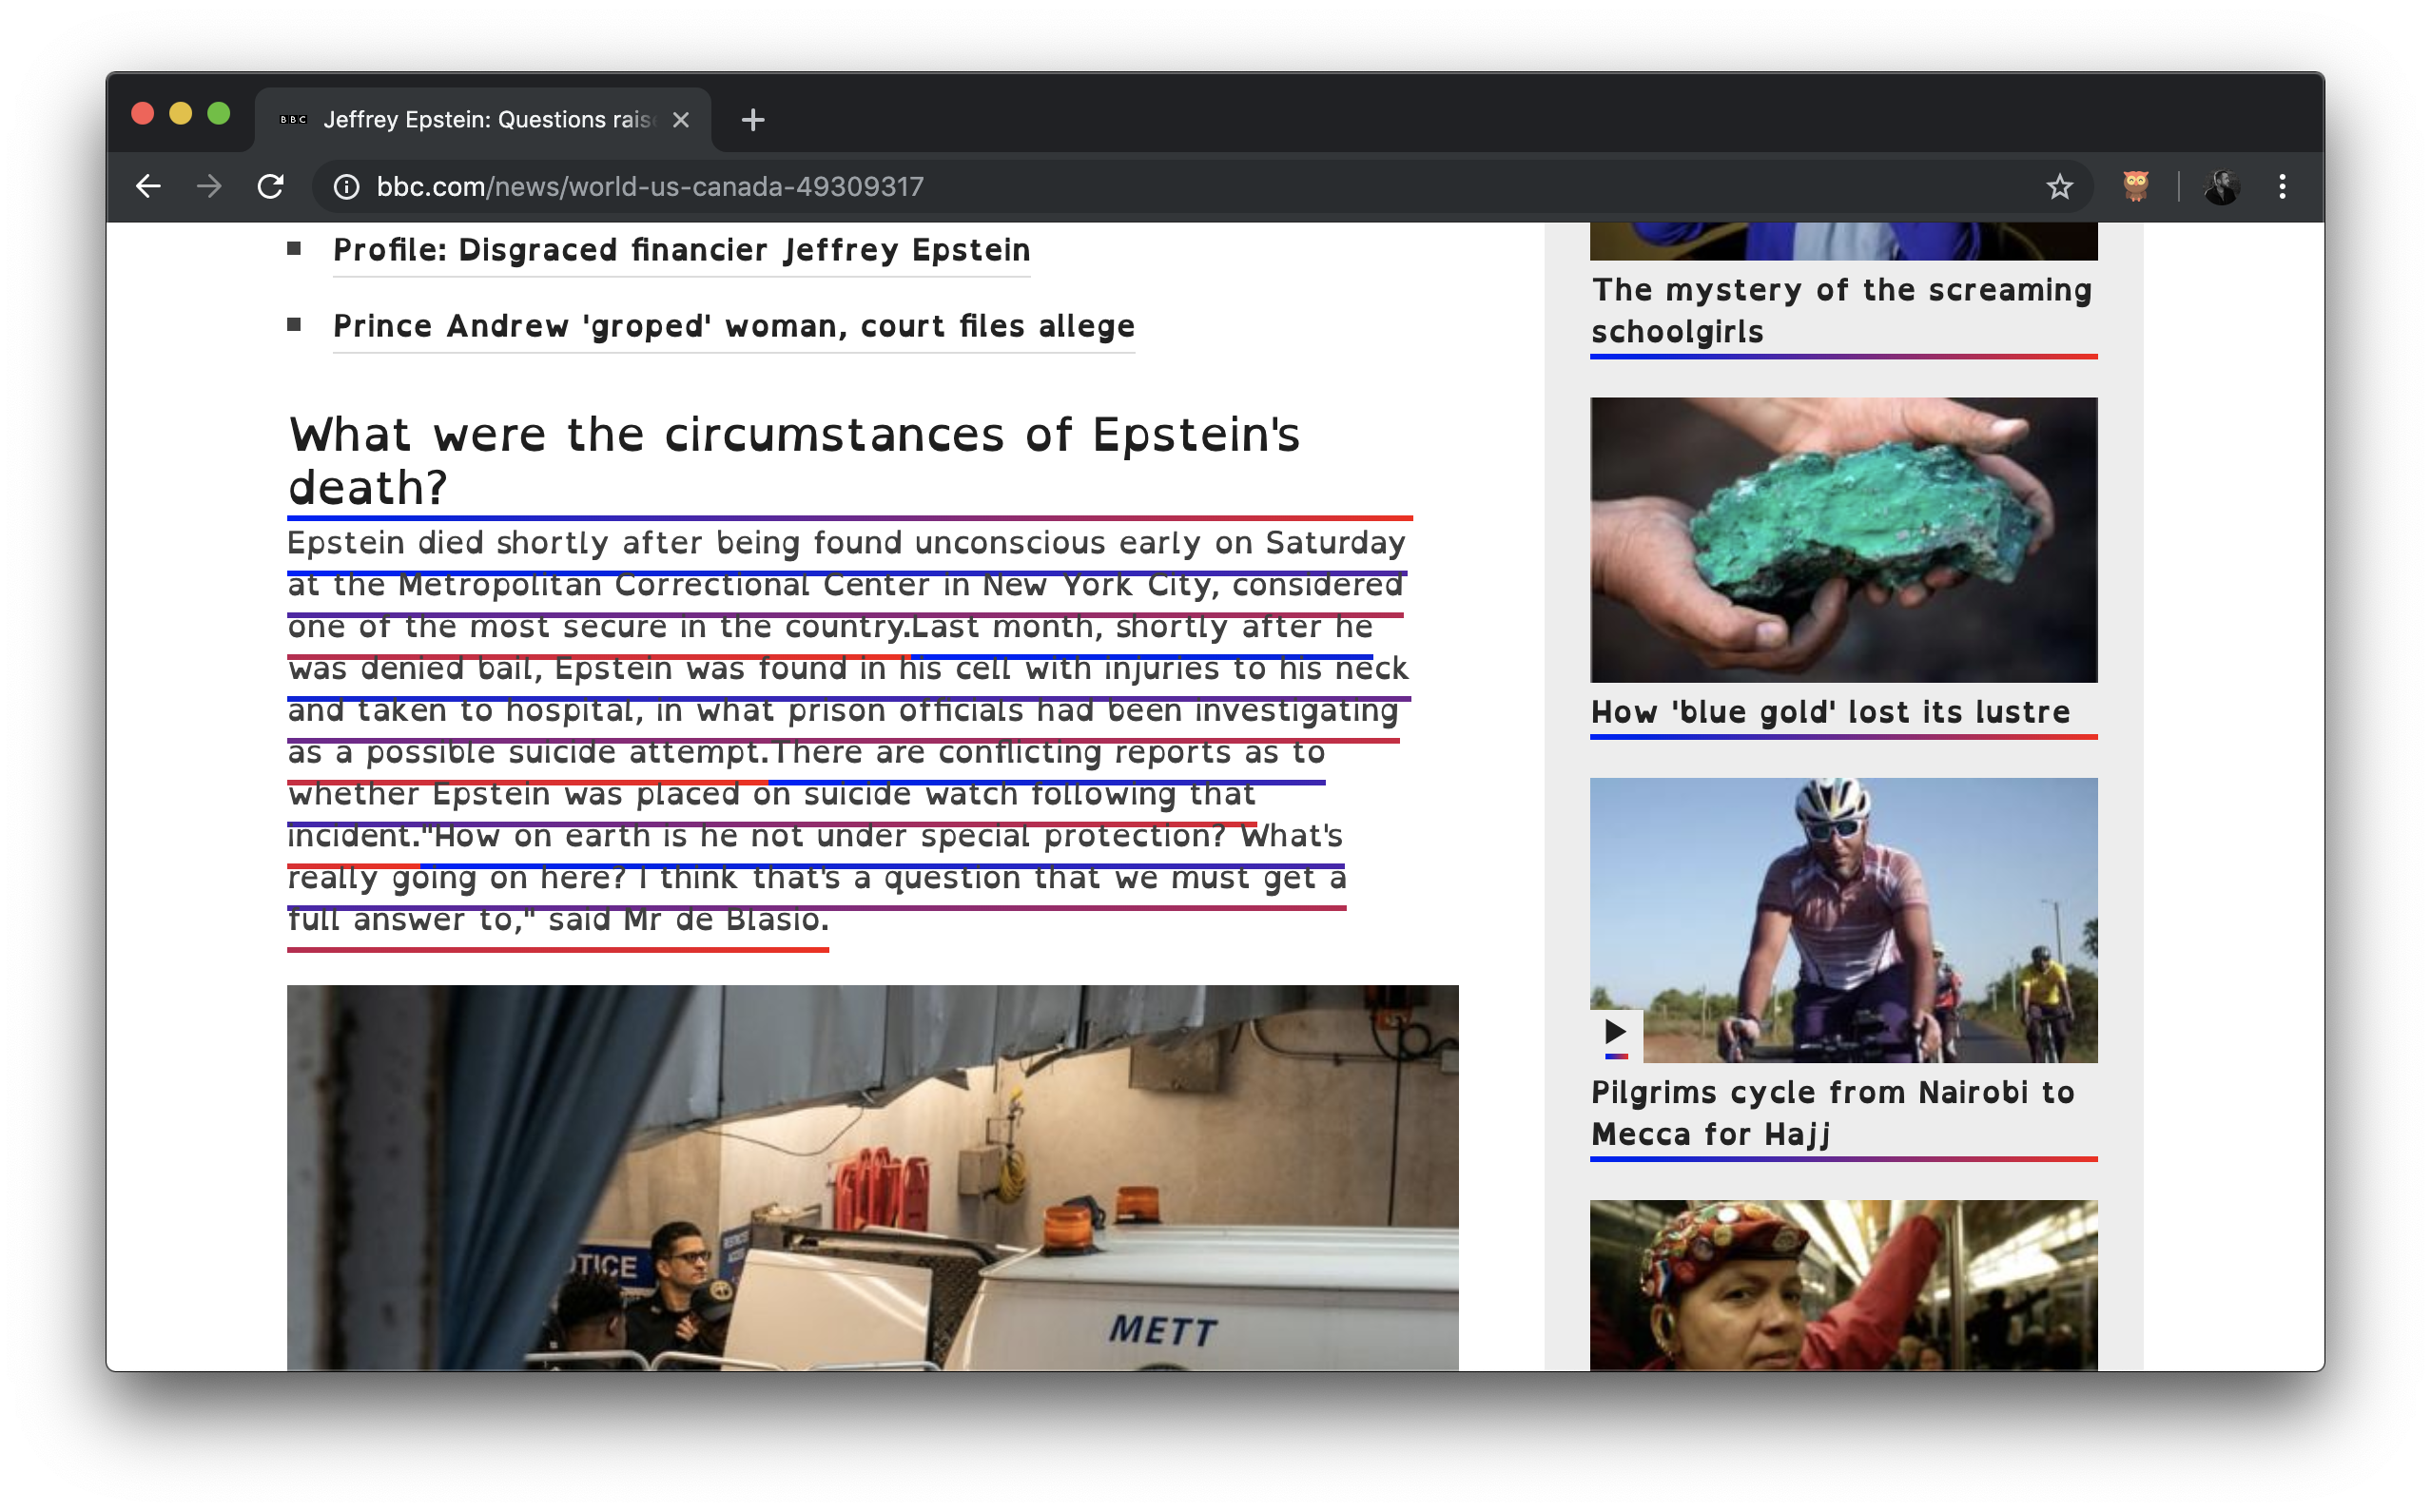 BBC Jeffrey Epstein: Questions rais
bbc.com/news/world-us-canada-49309317
Profile: Disgraced financier Jeffrey Epstein
Prince Andrew 'groped' woman, court files allege
What were the circumstances of Epstein's
death?
Epstein died shortly after being found unconscious early on Saturday
at the Metropolitan Correctional Center in New York City, considered
one of the most secure in the country.Last month, shortly after he
was denied bail, Epstein was found in his cell with injuries to his neck
and taken to hospital, in what prison officials had been investigating
as a possible suicide attempt.There are conflicting reports as to
whether Epstein was placed on suicide watch following that
incident."How on earth is he not under special protection? What's
really going on here? I think that's a question that we must get a
full answer to," said Mr de Blasio.
OTICE
METT
The mystery of the screaming
schoolgirls
How 'blue gold' lost its lustre
Pilgrims cycle from Nairobi to
Mecca for Hajj